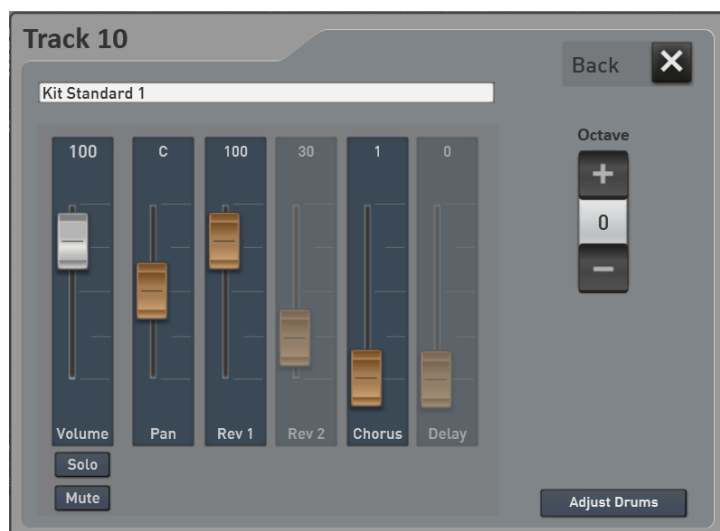 Track 10
Back
Kit Standard 1
Octave
100 C 100 30 1 0
+
0
−
Volume Pan Rev 1 Rev 2 Chorus Delay
Solo
Mute
Adjust Drums